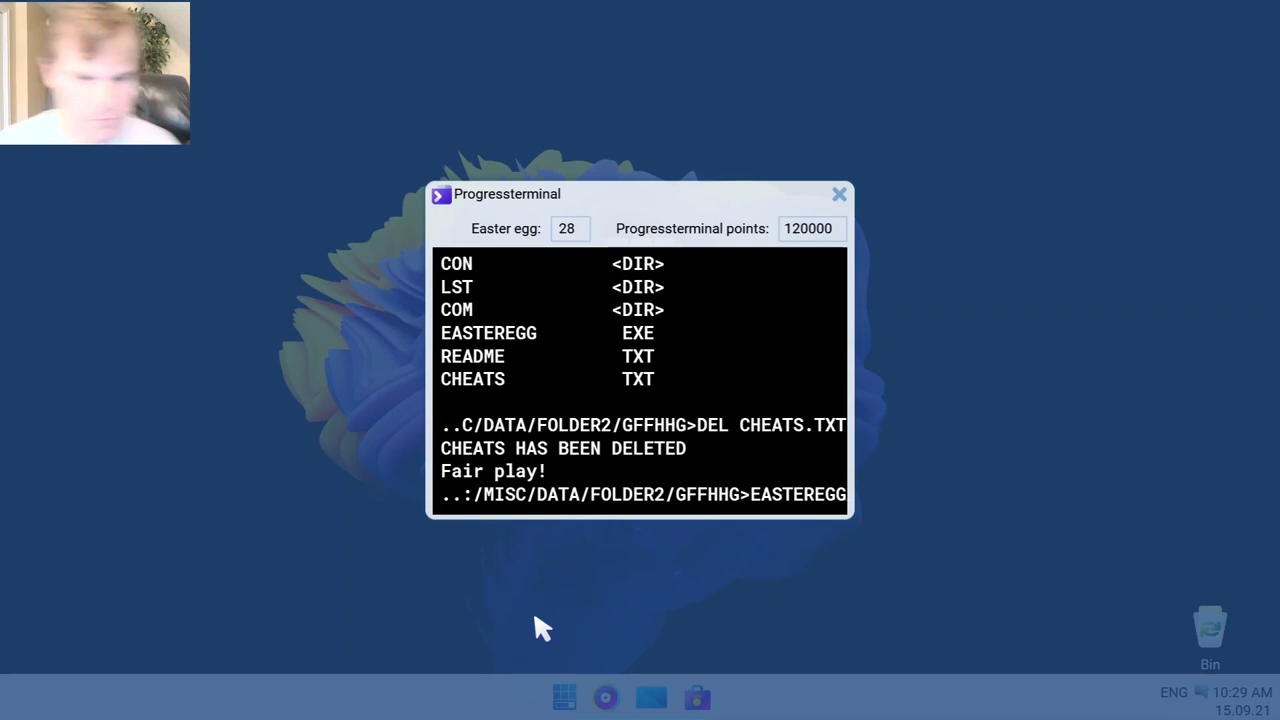 Progressterminal
Easter egg: 28 Progressterminal points: 120000
CON <DIR>
LST <DIR>
COM <DIR>
EASTEREGG EXE
README TXT
CHEATS TXT
..C/DATA/FOLDER2/GFFHHG>DEL CHEATS.TXT
CHEATS HAS BEEN DELETED
Fair play!
..:/MISC/DATA/FOLDER2/GFFHHG>EASTEREGG
Bin
ENG 10:29 AM
15.09.21